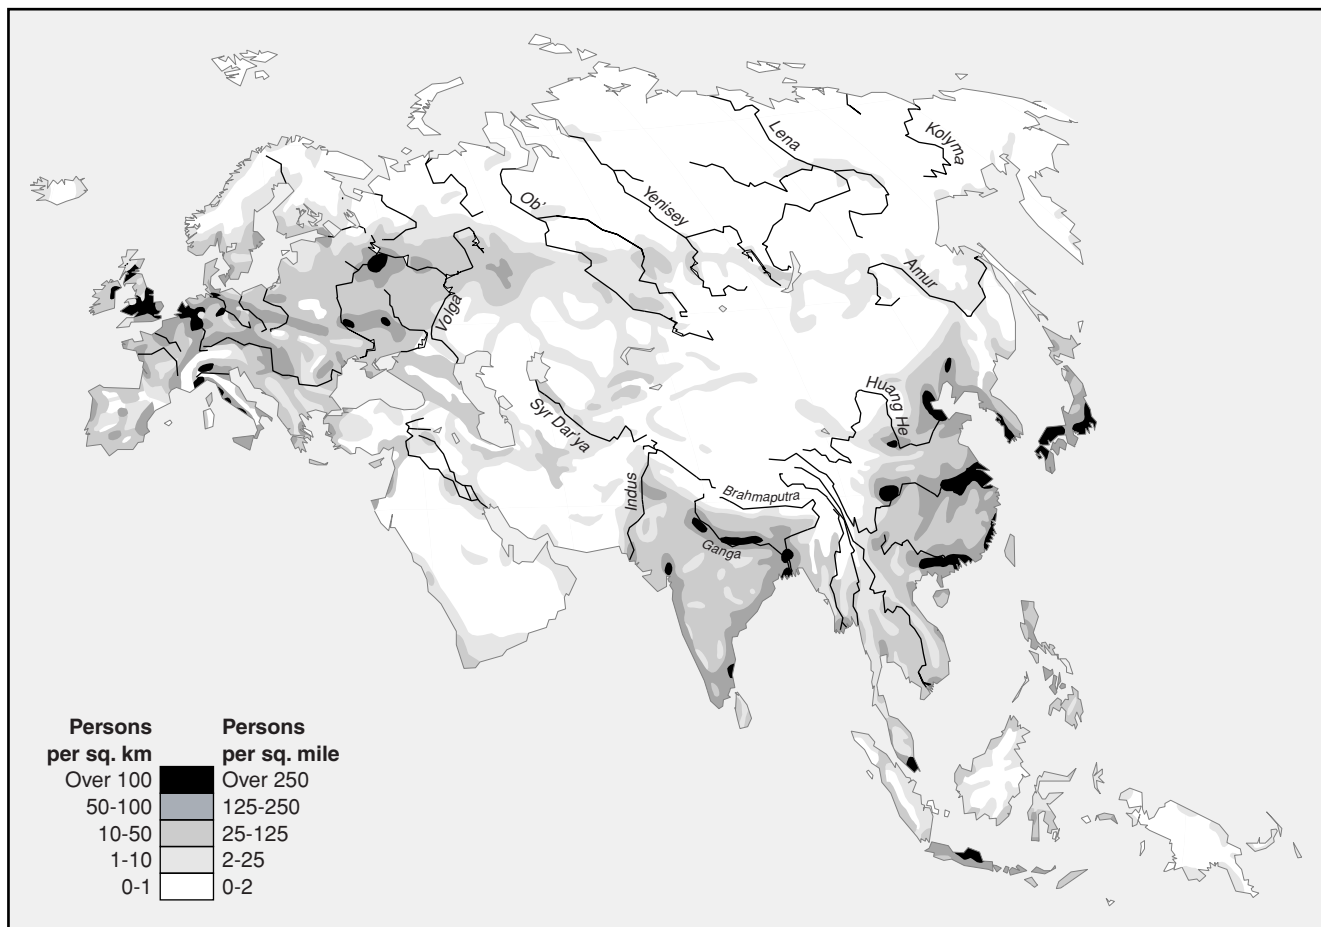 Lena
Kolyma
Ob'
Yenisey
Amur
Volga
Huang He
Syr Dar'ya
Indus
Brahmaputra
Ganga
Persons Persons
per sq. km per sq. mile
Over 100 Over 250
50-100 125-250
10-50 25-125
1-10 2-25
0-1 0-2